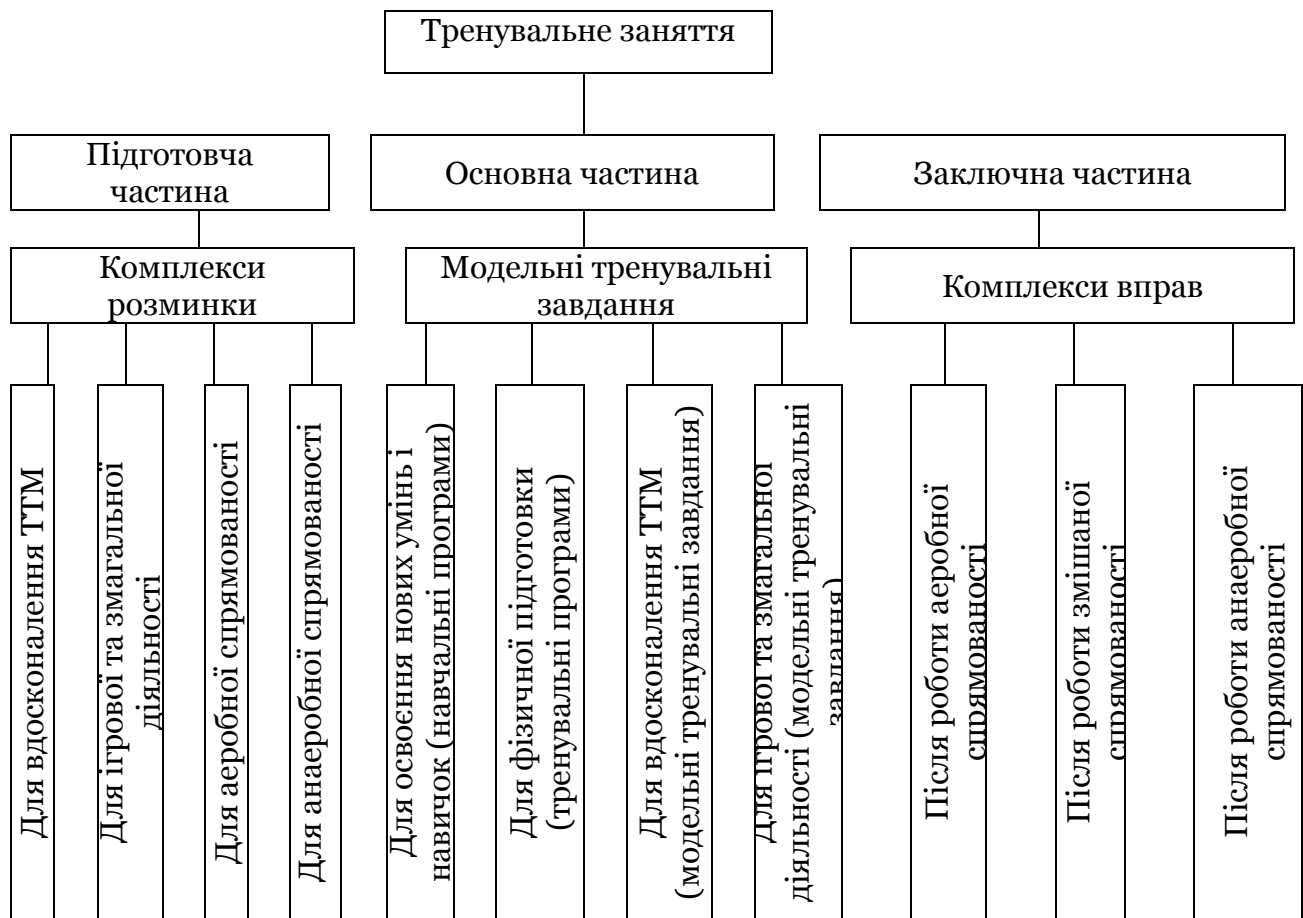 Тренувальне заняття
Підготовча
частина
Основна частина
Заключна частина
Комплекси
розминки
Модельні тренувальні
завдання
Комплекси вправ
Для вдосконалення ТТМ
Для ігрової та змагальної
діяльності
Для аеробної спрямованості
Для анаеробної спрямованості
Для освоєння нових умінь і
навичок (навчальні програми)
Для фізичної підготовки
(тренувальні програми)
Для вдосконалення ТТМ
(модельні тренувальні завдання)
Для ігрової та змагальної
діяльності (модельні тренувальні
завдання)
Після роботи аеробної
спрямованості
Після роботи змішаної
спрямованості
Після роботи анаеробної
спрямованості